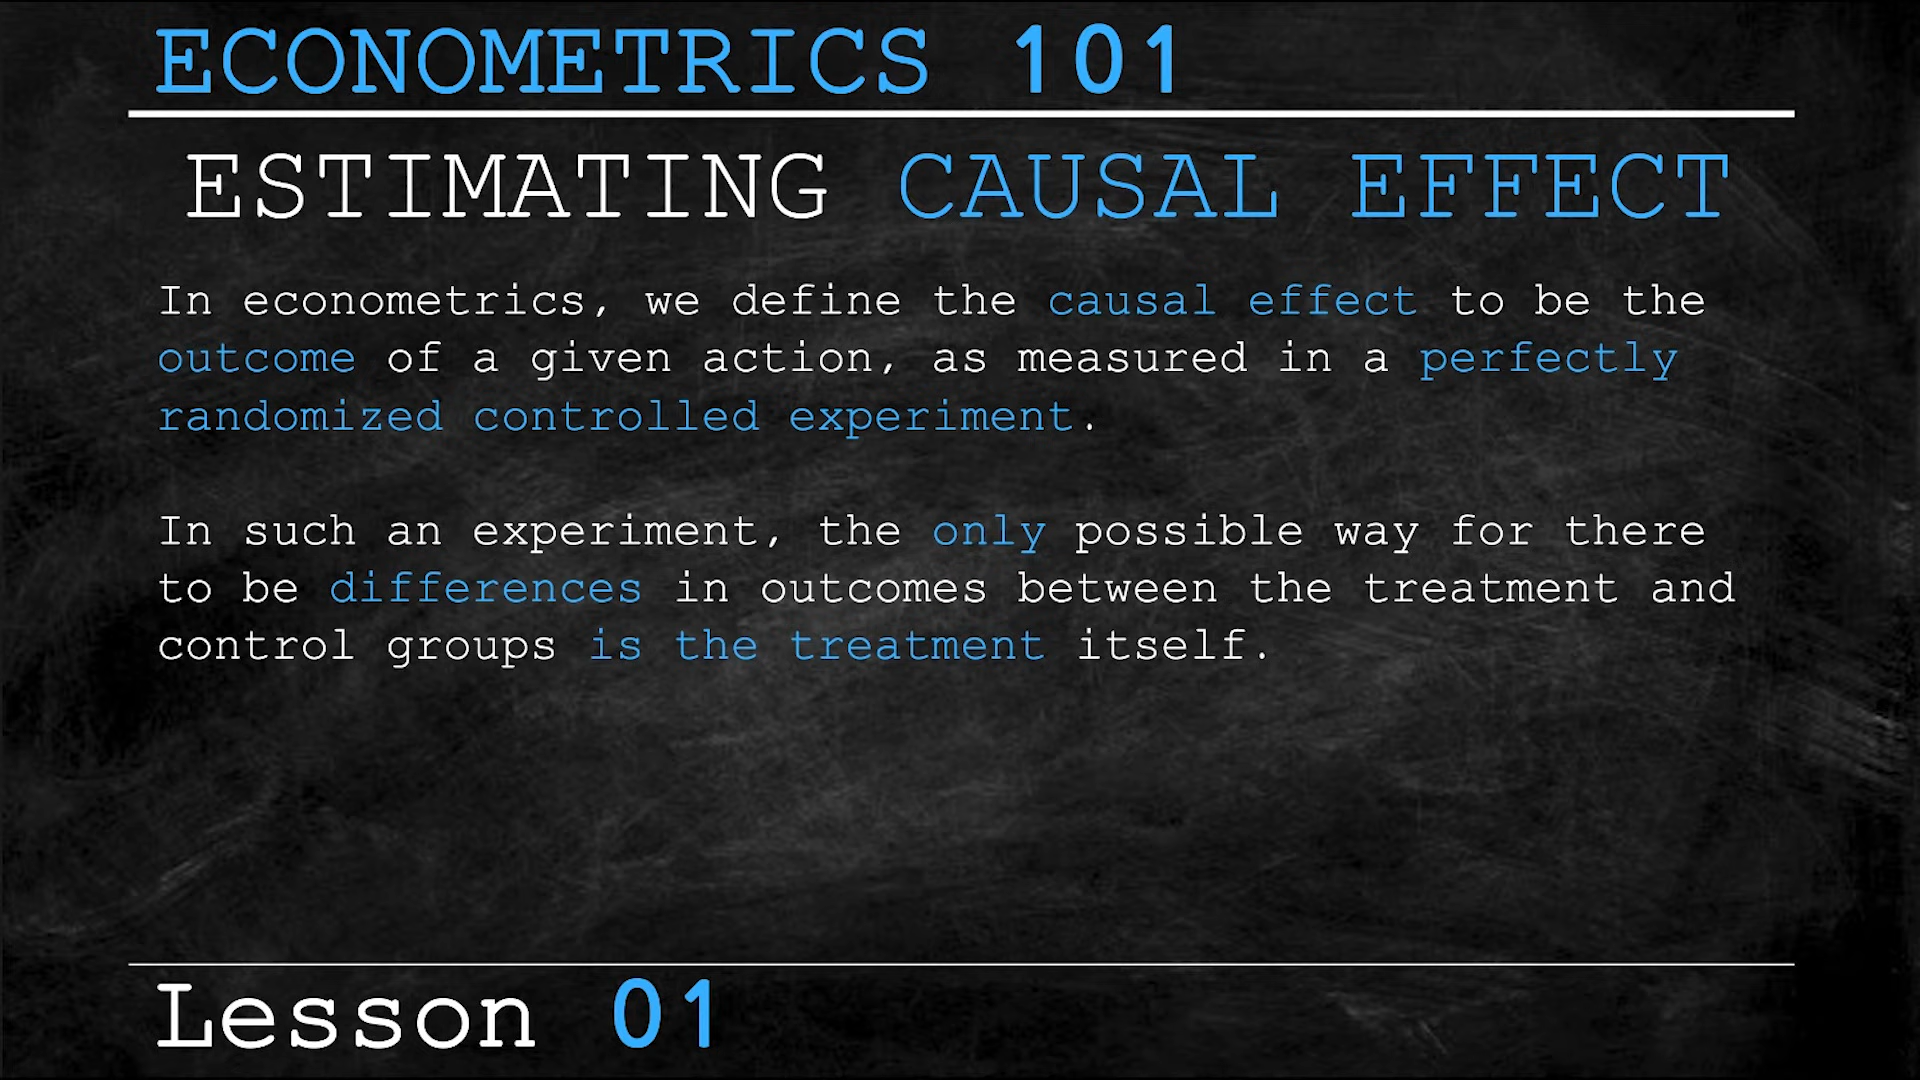 ECONOMETRICS 101
ESTIMATING CAUSAL EFFECT
In econometrics, we define the causal effect to be the
outcome of a given action, as measured in a perfectly
randomized controlled experiment.
In such an experiment, the only possible way for there
to be differences in outcomes between the treatment and
control groups is the treatment itself.
Lesson 01